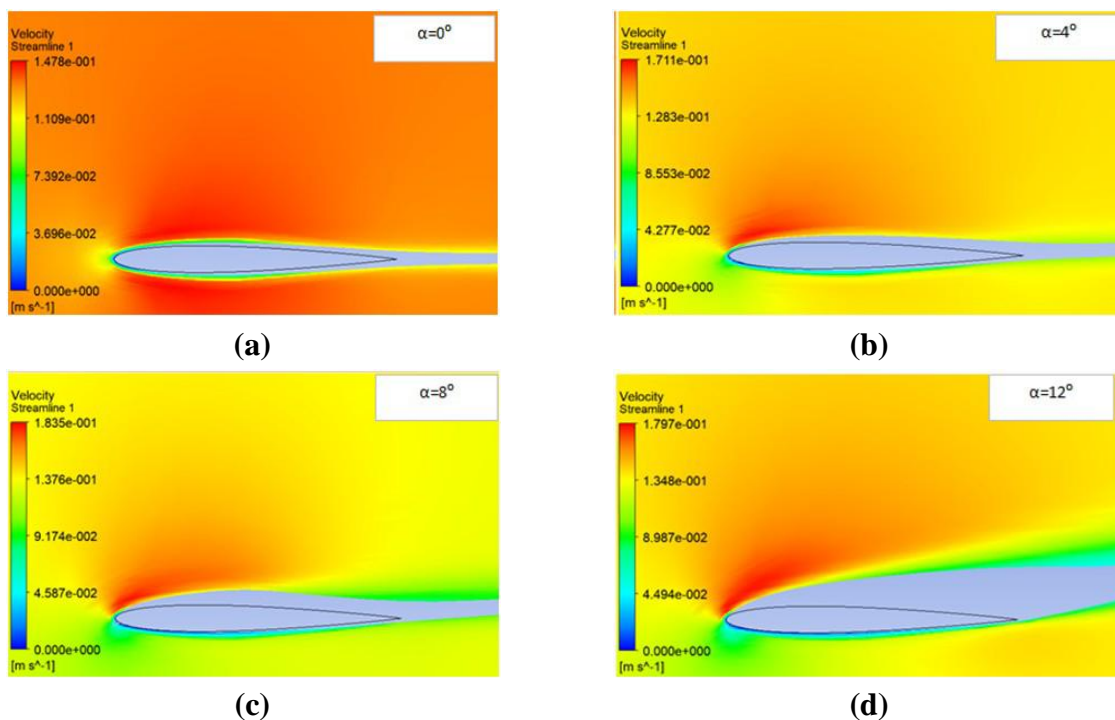 α=0°
Velocity
Streamline 1
1.478e-001
1.109e-001
7.392e-002
3.696e-002
0.000e+000
[m s^-1]
(a)
α=4°
Velocity
Streamline 1
1.711e-001
1.283e-001
8.553e-002
4.277e-002
0.000e+000
[m s^-1]
(b)
α=8°
Velocity
Streamline 1
1.835e-001
1.376e-001
9.174e-002
4.587e-002
0.000e+000
[m s^-1]
(c)
α=12°
Velocity
Streamline 1
1.797e-001
1.348e-001
8.987e-002
4.494e-002
0.000e+000
[m s^-1]
(d)